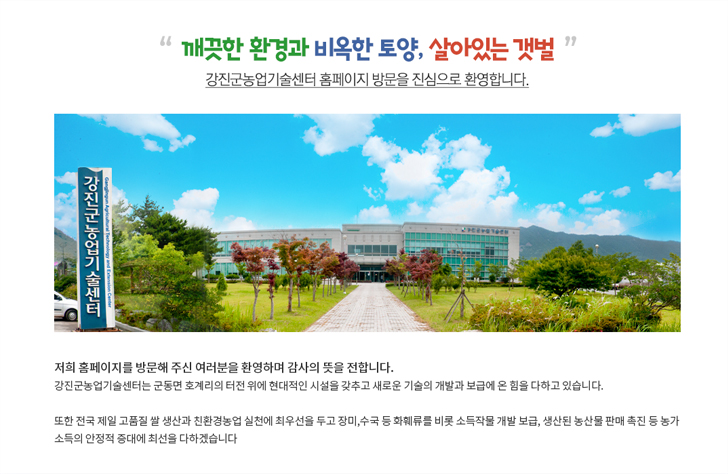 “ 깨끗한 환경과 비옥한 토양, 살아있는 갯벌 ”
강진군농업기술센터 홈페이지 방문을 진심으로 환영합니다.
강진군농업기술센터
Gangjingun Agricultural Technology and Extension Center
저희 홈페이지를 방문해 주신 여러분을 환영하며 감사의 뜻을 전합니다.
강진군농업기술센터는 군동면 호계리의 터전 위에 현대적인 시설을 갖추고 새로운 기술의 개발과 보급에 온 힘을 다하고 있습니다.
또한 전국 제일 고품질 쌀 생산과 친환경농업 실천에 최우선을 두고 장미,수국 등 화훼류를 비롯 소득작물 개발 보급, 생산된 농산물 판매 촉진 등 농가
소득의 안정적 증대에 최선을 다하겠습니다